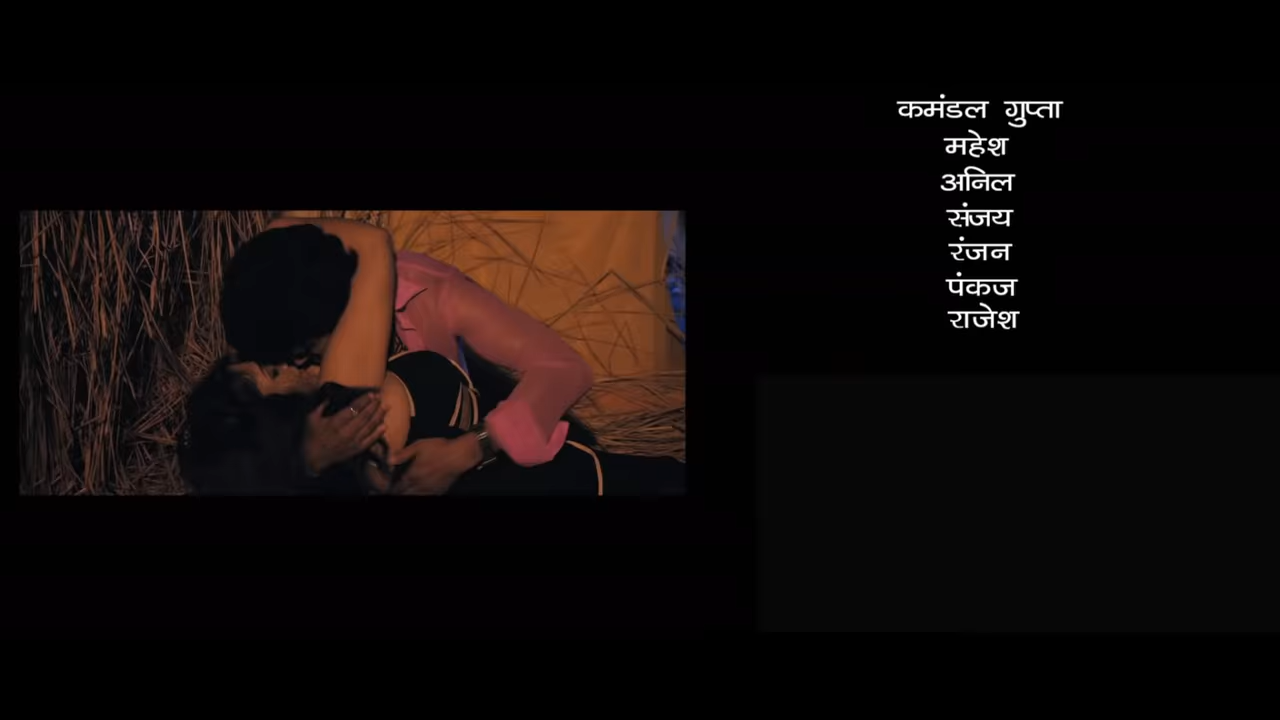 कमंडल गुप्ता
महेश
अनिल
संजय
रंजन
पंकज
राजेश